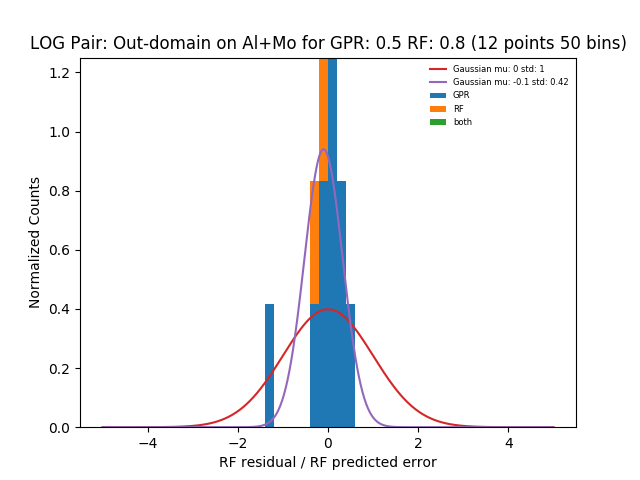 LOG Pair: Out-domain on Al+Mo for GPR: 0.5 RF: 0.8 (12 points 50 bins)
Gaussian mu: 0 std: 1
Gaussian mu: -0.1 std: 0.42
GPR
RF
both
Normalized Counts
1.2
1.0
0.8
0.6
0.4
0.2
0.0
−4
−2
0
2
4
RF residual / RF predicted error